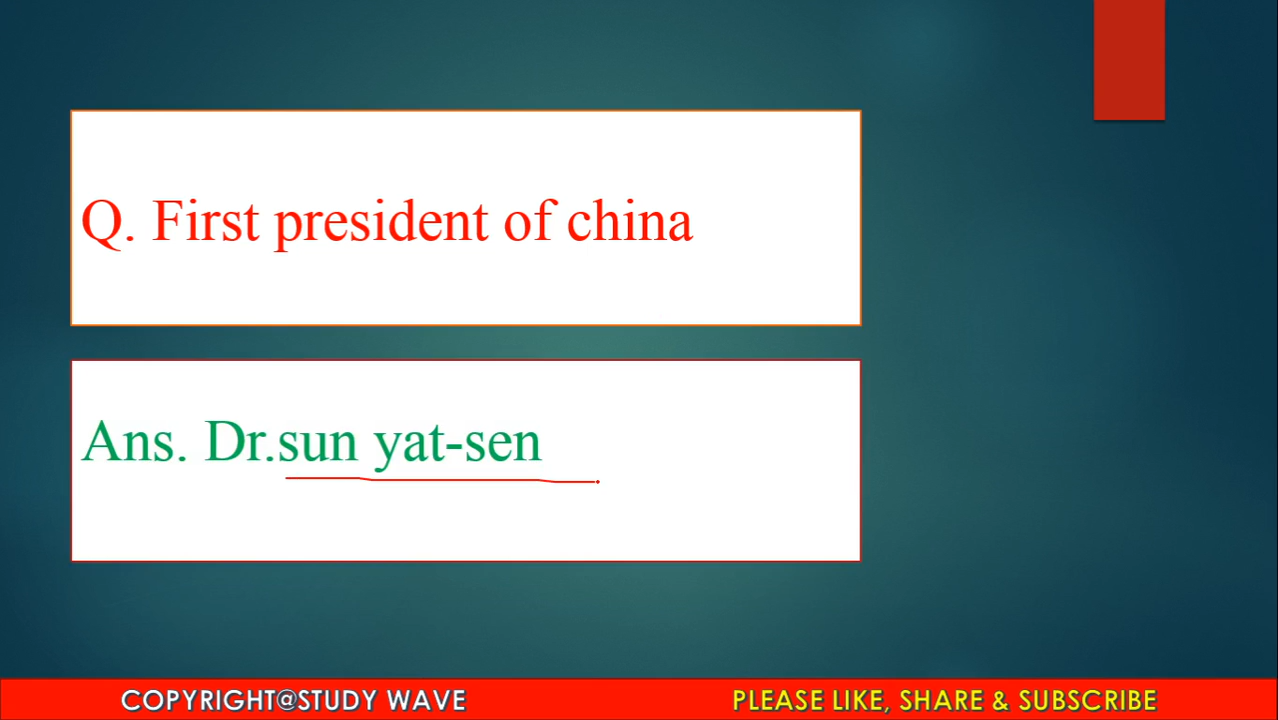 Q. First president of china
Ans. Dr.sun yat-sen
COPYRIGHT@STUDY WAVE
PLEASE LIKE, SHARE & SUBSCRIBE